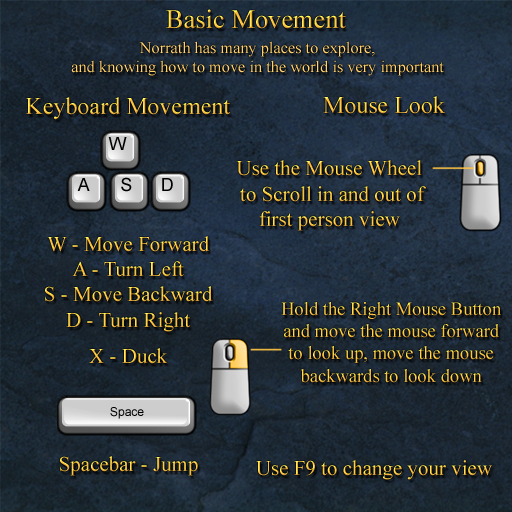 Basic Movement
Norrath has many places to explore,
and knowing how to move in the world is very important
Keyboard Movement
W
A S D
W - Move Forward
A - Turn Left
S - Move Backward
D - Turn Right
X - Duck
Space
Spacebar - Jump
Mouse Look
Use the Mouse Wheel
to Scroll in and out of
first person view
Hold the Right Mouse Button
and move the mouse forward
to look up, move the mouse
backwards to look down
Use F9 to change your view